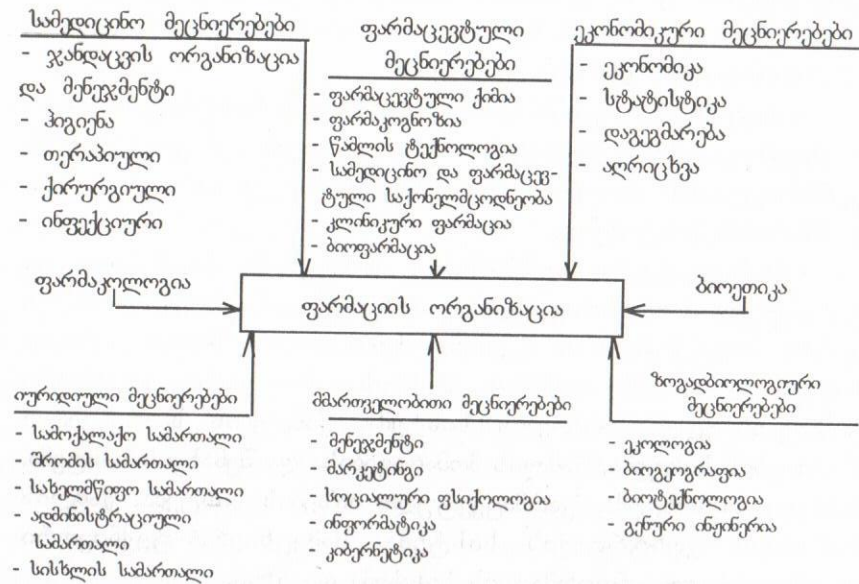 სამედიცინო მეცნიერებები
- ჯანდაცვის ორგანიზაცია
და მენეჯმენტი
- ჰიგიენა
- თერაპიული
- ქირურგიული
- ინფექციური
ფარმაცევტული
მეცნიერებები
- ფარმაცევტული ქიმია
- ფარმაკოგნოზია
- წამლის ტექნოლოგია
- სამედიცინო და ფარმაცევ-
ტული საქონელმცოდნეობა
- კლინიკური ფარმაცია
- ბიოფარმაცია
ეკონომიკური მეცნიერებები
- ეკონომიკა
- სტატისტიკა
- დაგეგმარება
- აღრიცხვა
ფარმაკოლოგია
ფარმაციის ორგანიზაცია
ბიოეთიკა
იურიდიული მეცნიერებები
- სამოქალაქო სამართალი
- შრომის სამართალი
- სახელმწიფო სამართალი
- ადმინისტრაციული
სამართალი
- სისხლის სამართალი
მმართველობითი მეცნიერებები
- მენეჯმენტი
- მარკეტინგი
- სოციალური ფსიქოლოგია
- ინფორმატიკა
- კიბერნეტიკა
ზოგადბიოლოგიური
მეცნიერებები
- ეკოლოგია
- ბიოგეოგრაფია
- ბიოტექნოლოგია
- გენური ინჟინერია